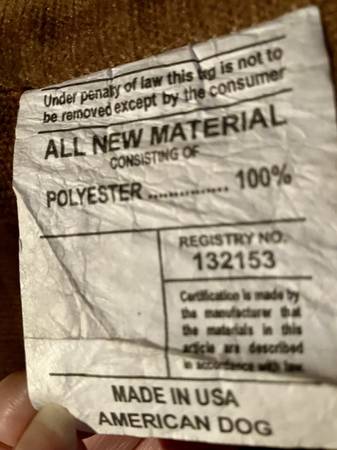 Under penalty of law this tag is not to
be removed except by the consumer
ALL NEW MATERIAL
CONSISTING OF
POLYESTER .............. 100%
REGISTRY NO.
132153
Certification is made by
the manufacturer that
the materials in this
article are described
in accordance with law
MADE IN USA
AMERICAN DOG